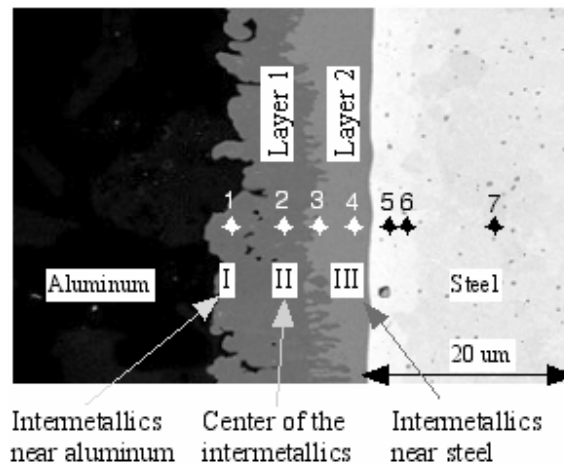 Layer 1
Layer 2
1 2 3 4 5 6 7
Aluminum I II III Steel
20 um
Intermetallics near aluminum
Center of the intermetallics
Intermetallics near steel